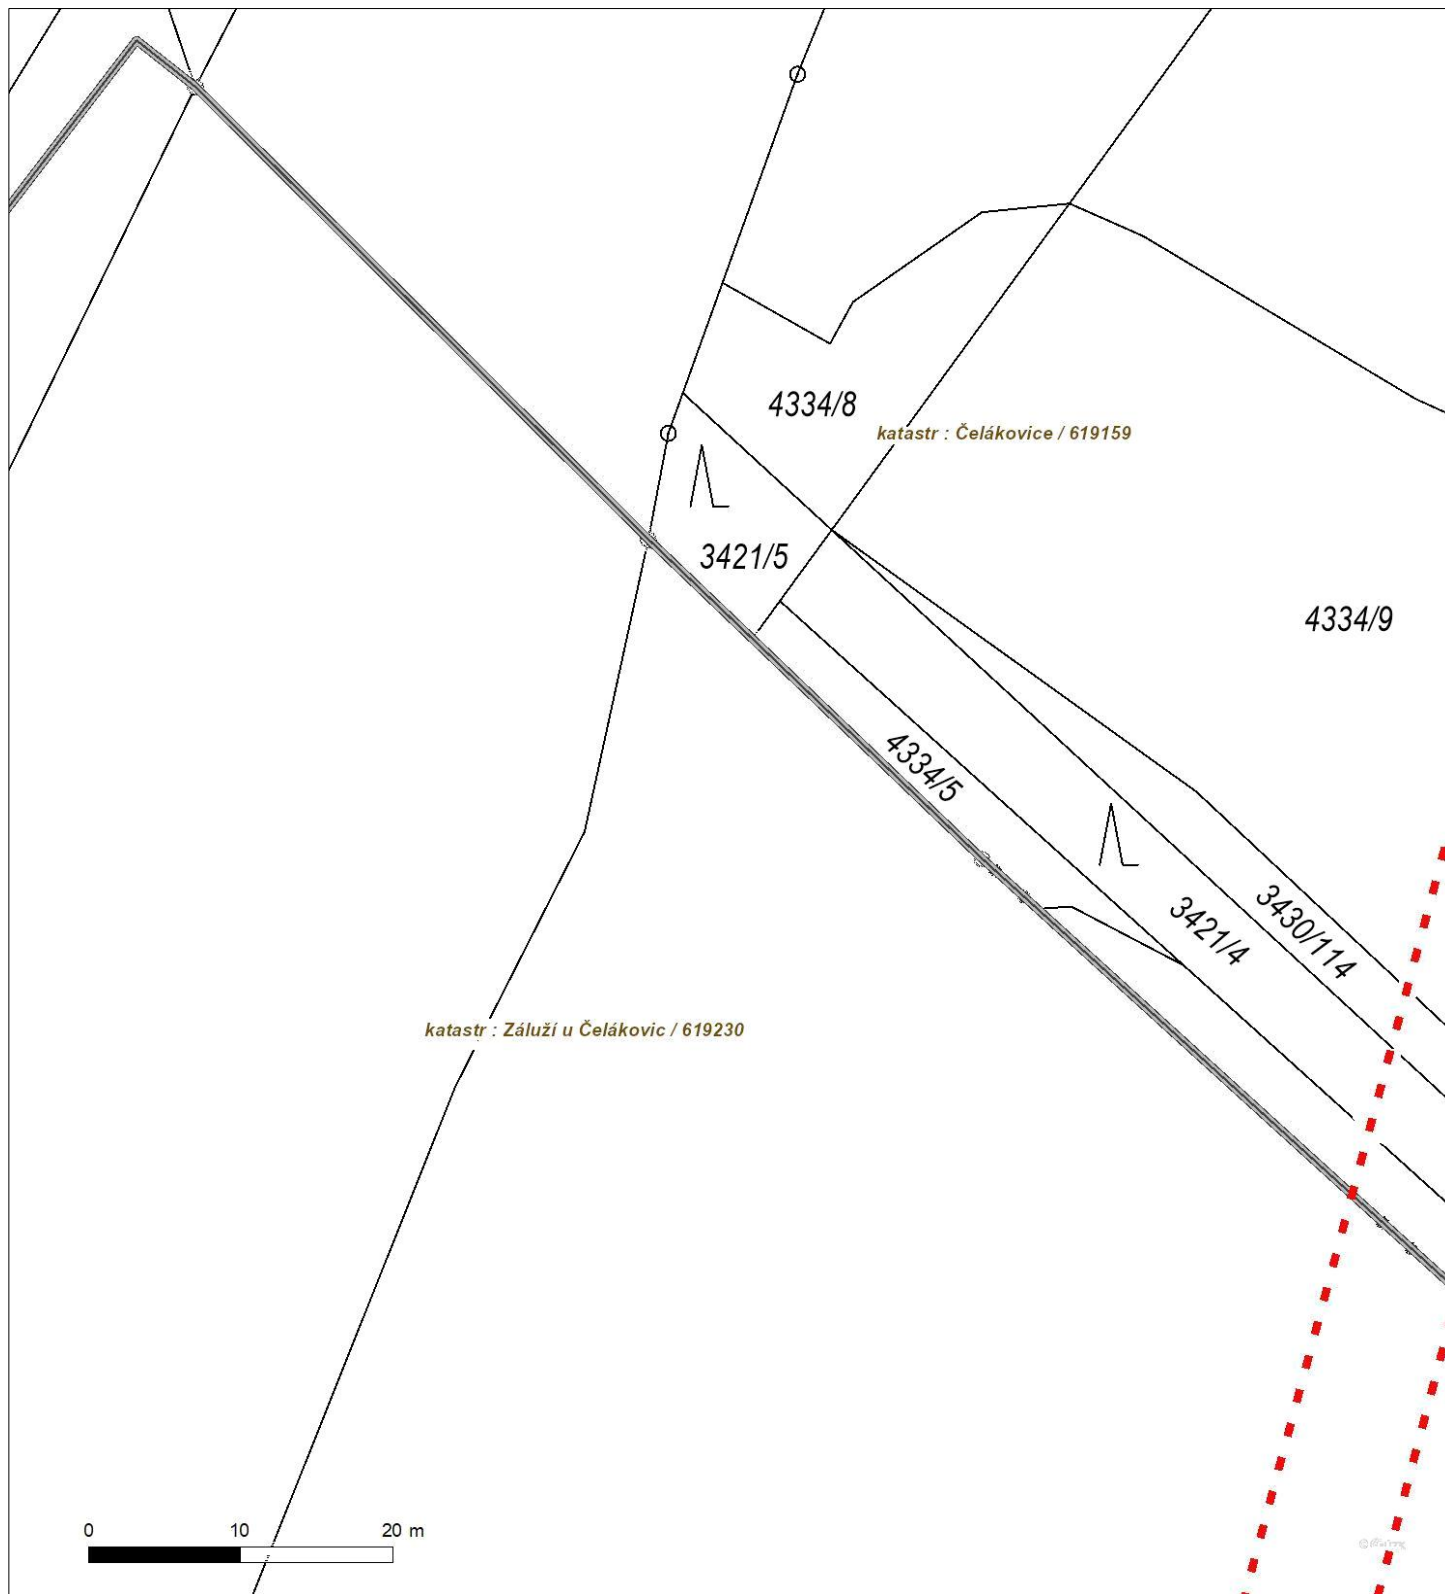 4334/8
katastr : Čelákovice / 619159
3421/5
4334/9
4334/5
3430/114
3421/4
katastr : Záluží u Čelákovic / 619230
0 10 20 m